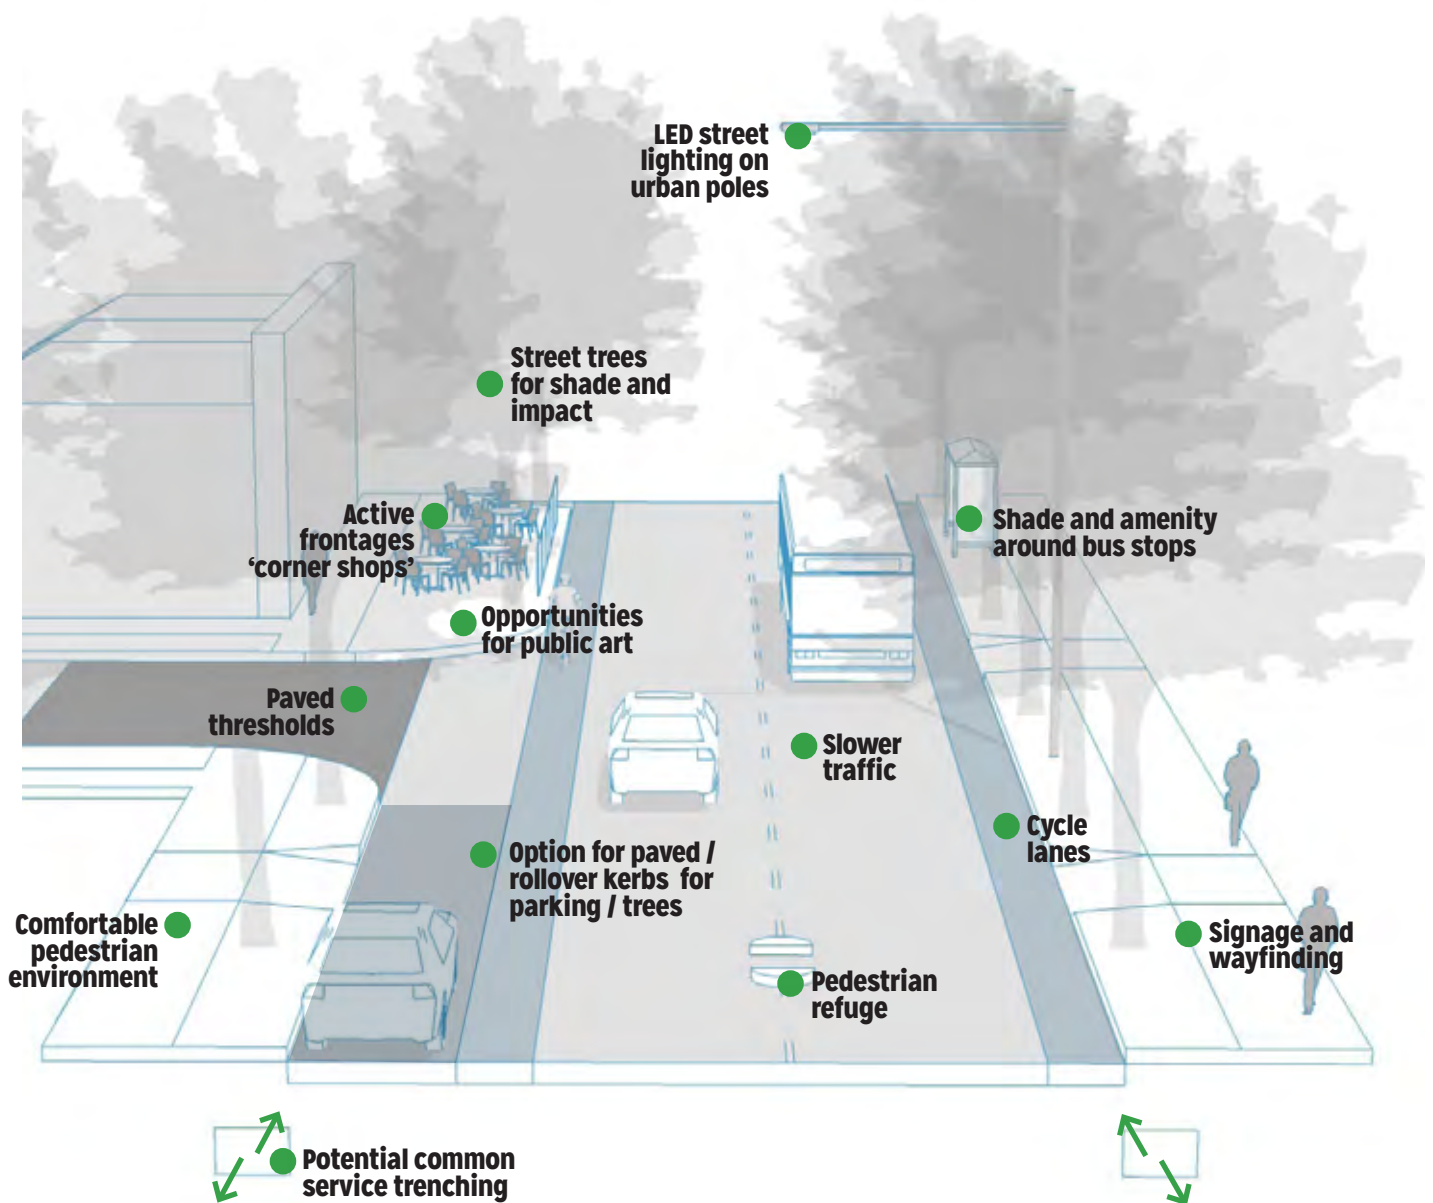 LED street
lighting on
urban poles
Street trees
for shade and
impact
Active
frontages
‘corner shops’
Shade and amenity
around bus stops
Opportunities
for public art
Paved
thresholds
Slower
traffic
Cycle
lanes
Option for paved /
rollover kerbs for
parking / trees
Comfortable
pedestrian
environment
Signage and
wayfinding
Pedestrian
refuge
Potential common
service trenching